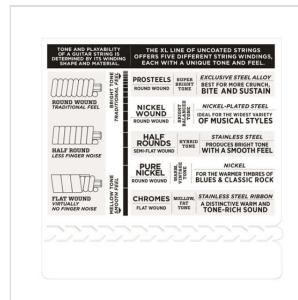 TONE AND PLAYABILITY
OF A GUITAR STRING IS
DETERMINED BY ITS WINDING
SHAPE AND MATERIAL.
THE XL LINE OF UNCOATED STRINGS
OFFERS FIVE DIFFERENT STRING WINDINGS,
EACH WITH A UNIQUE TONE AND FEEL.
ROUND WOUND
TRADITIONAL FEEL
HALF ROUND
LESS FINGER NOISE
FLAT WOUND
VIRTUALLY
NO FINGER NOISE
BRIGHT TONE
TRADITIONAL FEEL
MELLOW TONE
SMOOTH FEEL
PROSTEELS
ROUND WOUND
SUPER
BRIGHT
TONE
EXCLUSIVE STEEL ALLOY
BEST FOR MORE CRUNCH,
BITE AND SUSTAIN
NICKEL
WOUND
ROUND WOUND
BRIGHT
BALANCED
TONE
NICKEL-PLATED STEEL
IDEAL FOR THE WIDEST VARIETY
OF MUSICAL STYLES
HALF
ROUNDS
SEMI-FLAT WOUND
HYBRID
TONE
STAINLESS STEEL
PRODUCES BRIGHT TONE
WITH A SMOOTH FEEL
PURE
NICKEL
ROUND WOUND
WARM
VINTAGE
TONE
NICKEL
FOR THE WARMER TIMBRES OF
BLUES & CLASSIC ROCK
CHROMES
FLAT WOUND
MELLOW,
FAT
TONE
STAINLESS STEEL RIBBON
A DISTINCTIVE WARM AND
TONE-RICH SOUND